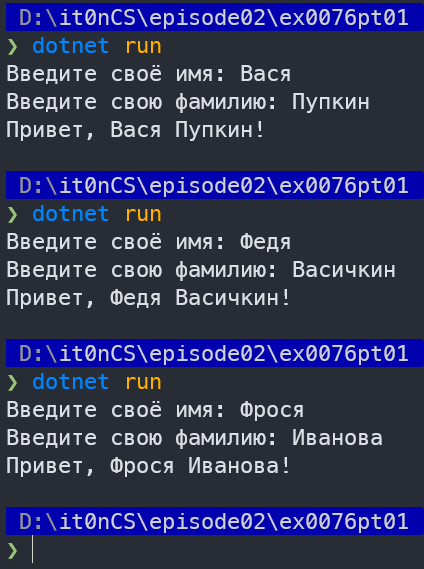 D:\it0nCS\episode02\ex0076pt01
❯ dotnet run
Введите своё имя: Вася
Введите свою фамилию: Пупкин
Привет, Вася Пупкин!
D:\it0nCS\episode02\ex0076pt01
❯ dotnet run
Введите своё имя: Федя
Введите свою фамилию: Васичкин
Привет, Федя Васичкин!
D:\it0nCS\episode02\ex0076pt01
❯ dotnet run
Введите своё имя: Фрося
Введите свою фамилию: Иванова
Привет, Фрося Иванова!
D:\it0nCS\episode02\ex0076pt01
❯